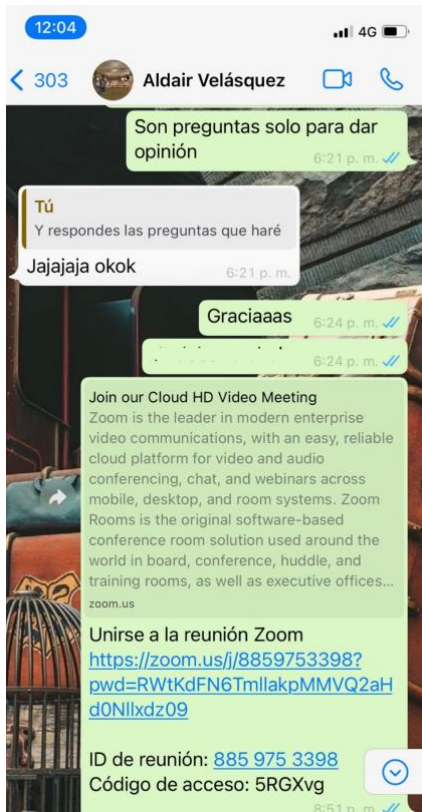 12:04
4G
303
Aldair Velásquez
Son preguntas solo para dar
opinión
6:21 p. m.
Tú
Y respondes las preguntas que haré
Jajajaja okok
6:21 p. m.
Graciaaas
6:24 p. m.
6:24 p. m.
Join our Cloud HD Video Meeting
Zoom is the leader in modern enterprise
video communications, with an easy, reliable
cloud platform for video and audio
conferencing, chat, and webinars across
mobile, desktop, and room systems. Zoom
Rooms is the original software-based
conference room solution used around the
world in board, conference, huddle, and
training rooms, as well as executive offices...
zoom.us
Unirse a la reunión Zoom
https://zoom.us/j/8859753398?
pwd=RWtKdFN6TmllakpMMVQ2aH
d0NIlxdz09
ID de reunión: 885 975 3398
Código de acceso: 5RGXvg
8:51 p. m.